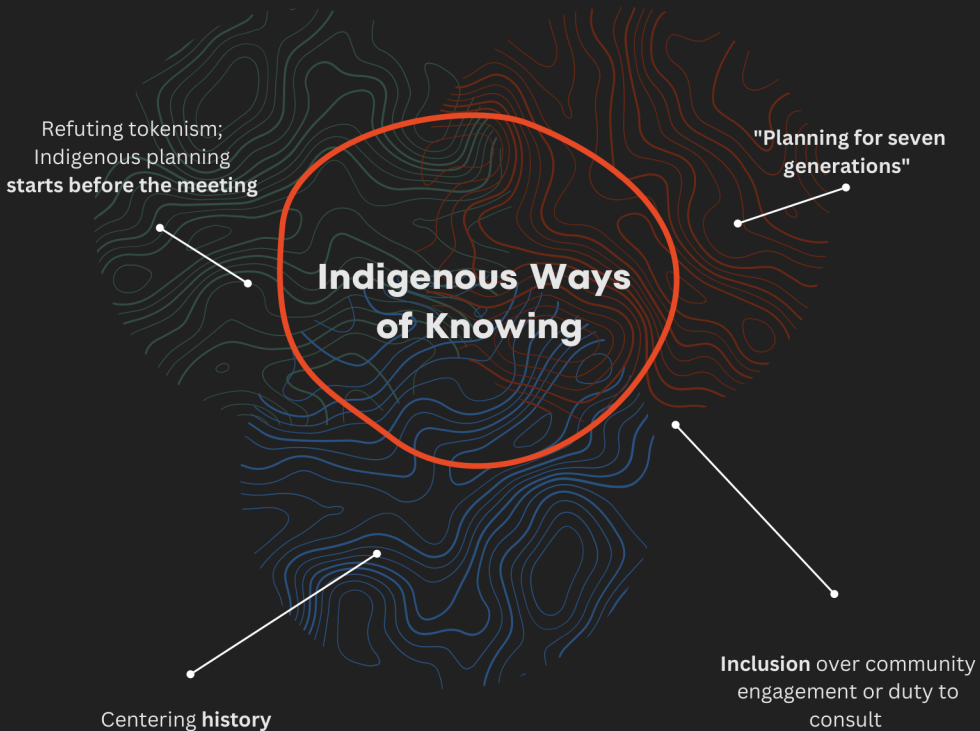 Refuting tokenism;
Indigenous planning
starts before the meeting
"Planning for seven
generations"
Indigenous Ways
of Knowing
Centering history
Inclusion over community
engagement or duty to
consult